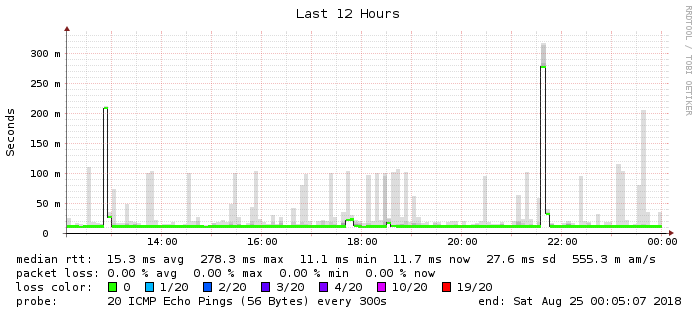 Last 12 Hours
RRDTOOL / TOBI OETIKER
Seconds
300 m
250 m
200 m
150 m
100 m
50 m
0
14:00 16:00 18:00 20:00 22:00 00:00
median rtt: 15.3 ms avg 278.3 ms max 11.1 ms min 11.7 ms now 27.6 ms sd 555.3 m am/s
packet loss: 0.00 % avg 0.00 % max 0.00 % min 0.00 % now
loss color: 0 1/20 2/20 3/20 4/20 10/20 19/20
probe: 20 ICMP Echo Pings (56 Bytes) every 300s end: Sat Aug 25 00:05:07 2018